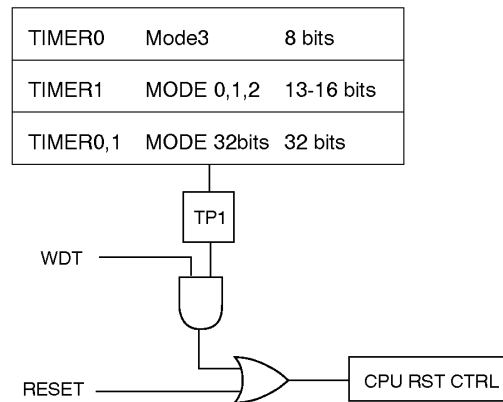 TIMER0 Mode3 8 bits
TIMER1 MODE 0,1,2 13-16 bits
TIMER0,1 MODE 32bits 32 bits
TP1
WDT
RESET
CPU RST CTRL